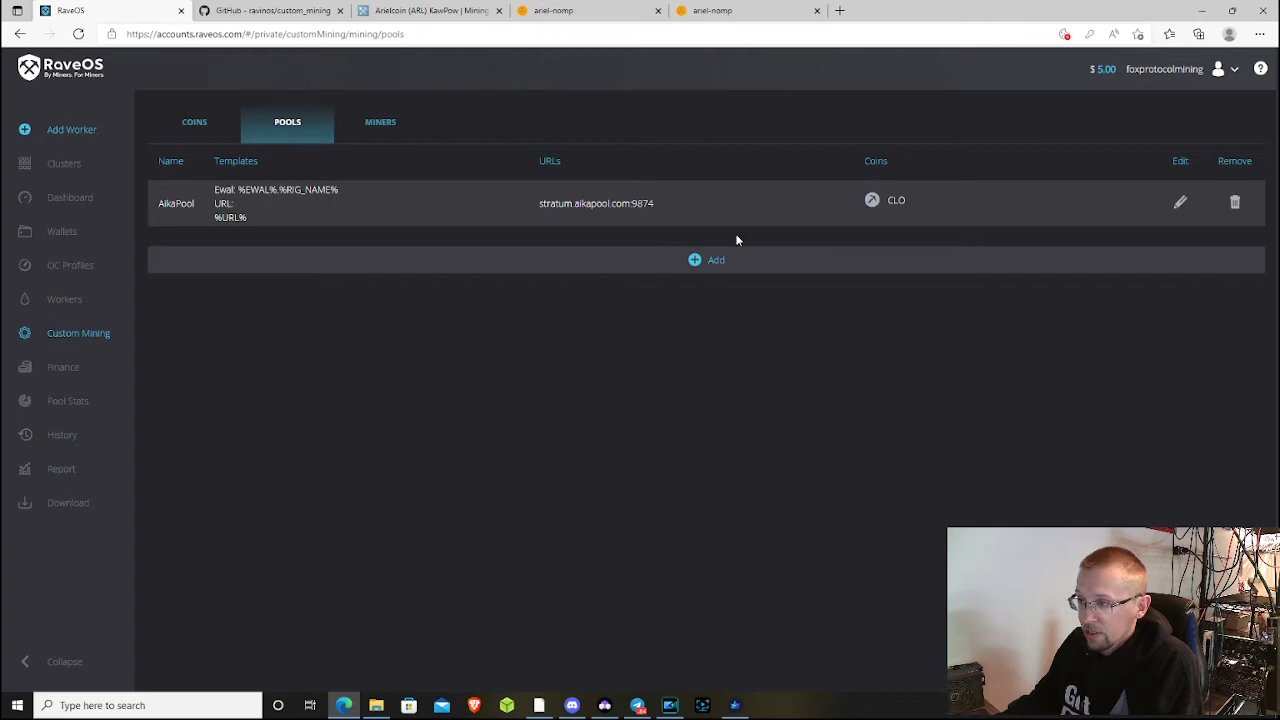 RaveOS
GitHub - ravinos/custom_mining
Arielcoin (ARL) KawPow | Mining
ariel-nomp
ariel-nomp
https://accounts.raveos.com/#/private/customMining/mining/pools
RaveOS
By Miners. For Miners
$ 5.00
foxprotocolmining
Add Worker
Clusters
Dashboard
Wallets
OC Profiles
Workers
Custom Mining
Finance
Pool Stats
History
Report
Download
Collapse
COINS
POOLS
MINERS
Name
Templates
URLs
Coins
Edit
Remove
AikaPool
Ewal: %EWAL%.%RIG_NAME%
URL:
%URL%
stratum.aikapool.com:9874
CLO
Add
Type here to search